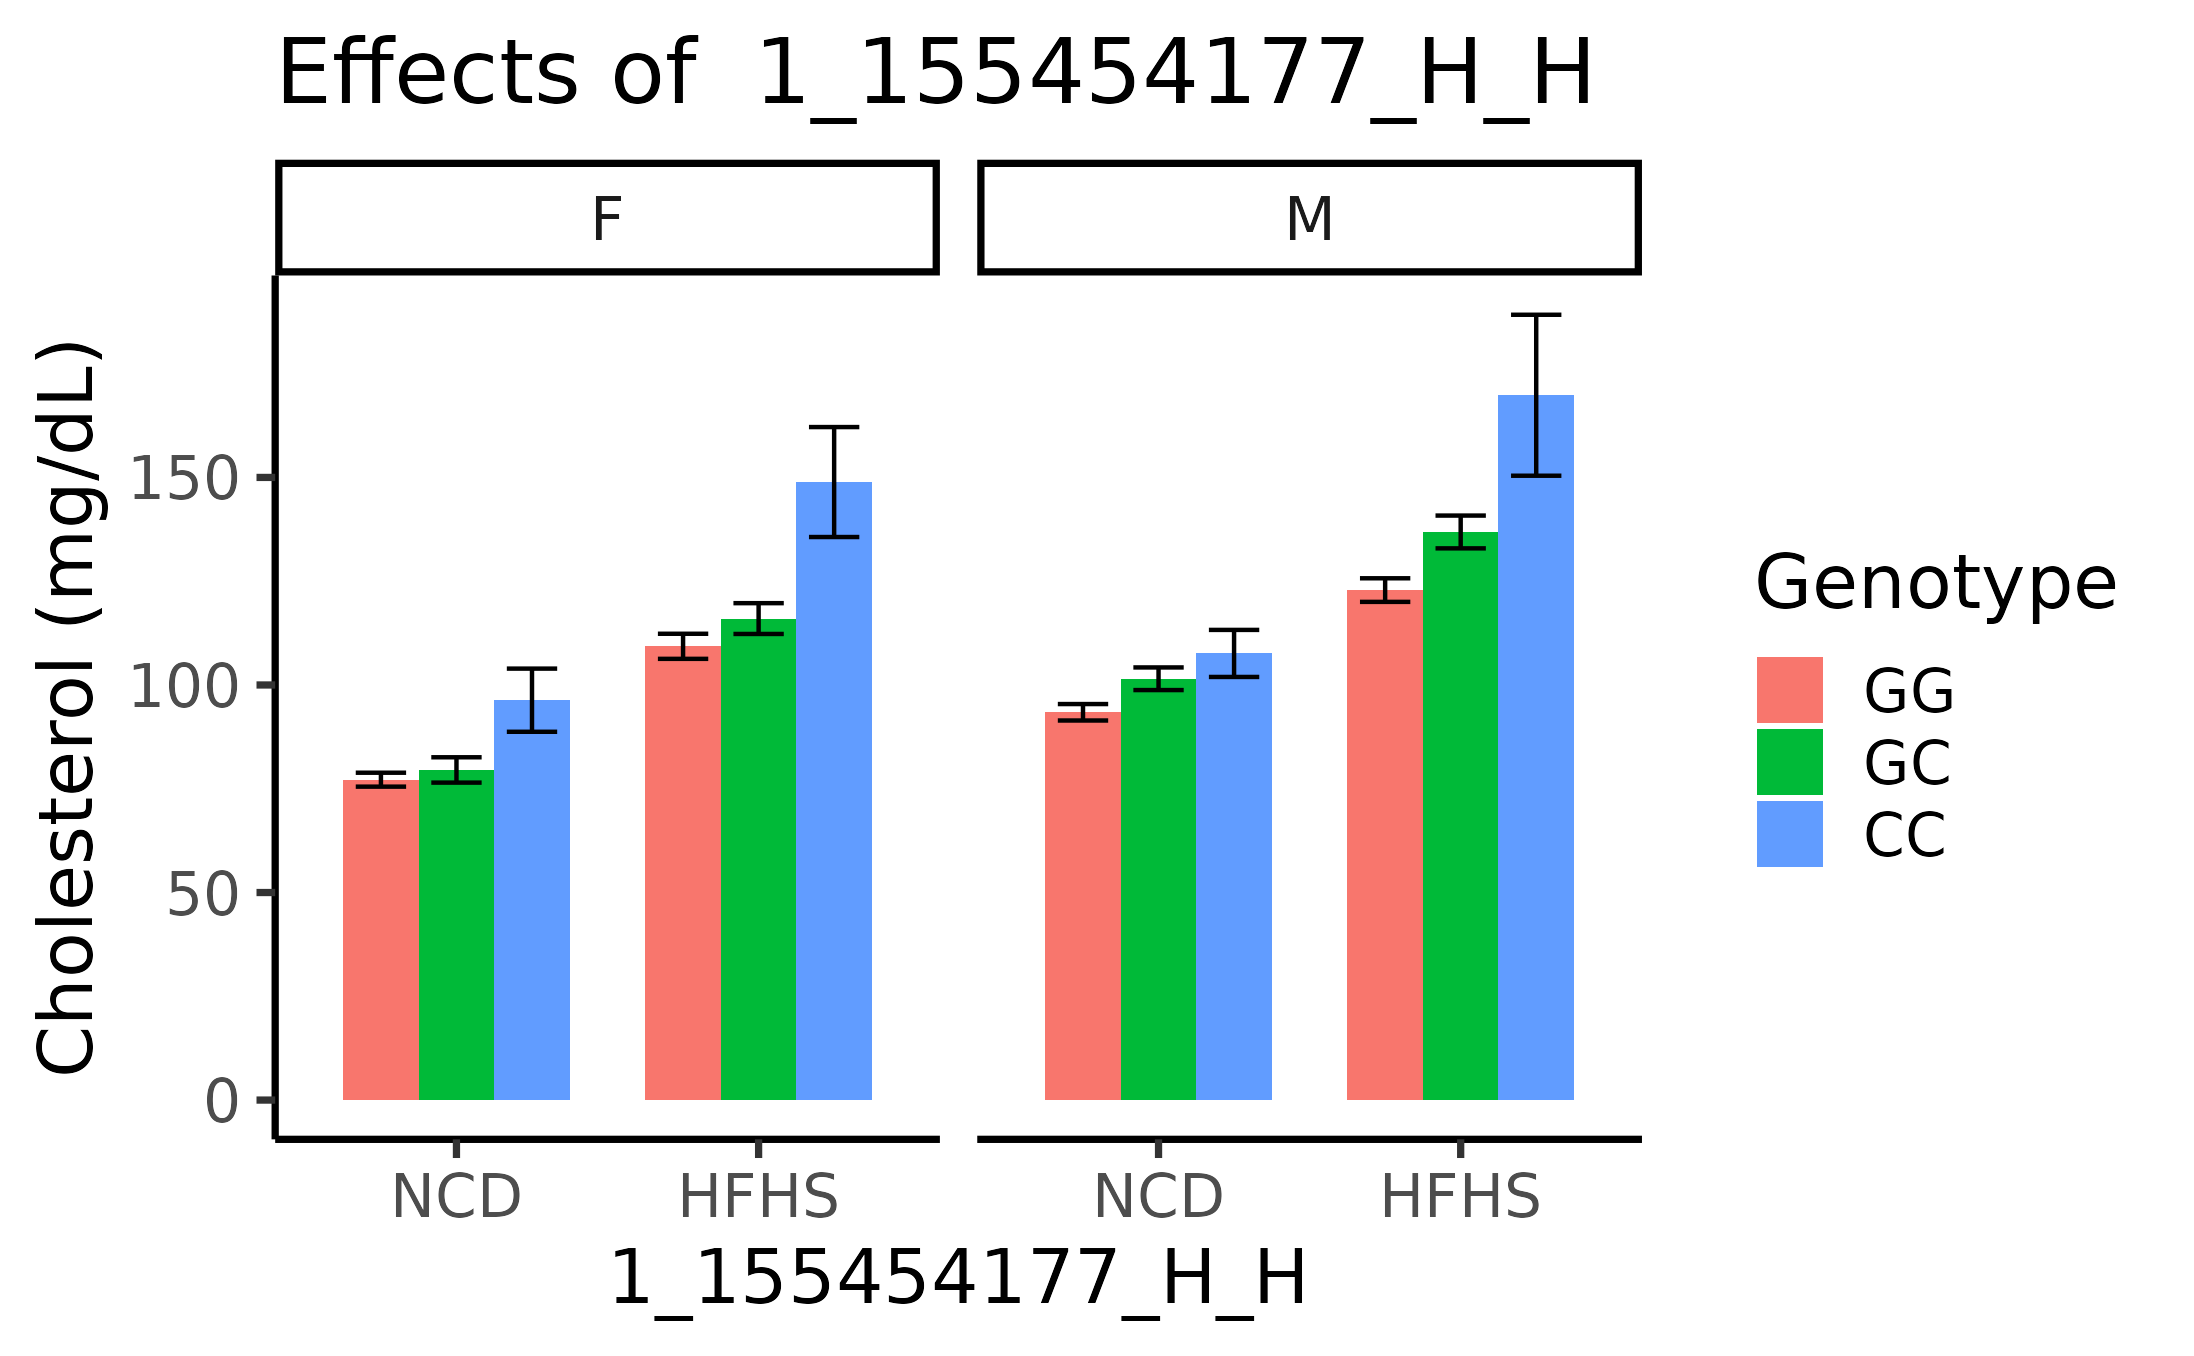 Effects of  1_155454177_H_H
F
M
Cholesterol (mg/dL)
150
100
50
0
NCD
HFHS
NCD
HFHS
1_155454177_H_H
Genotype
GG
GC
CC